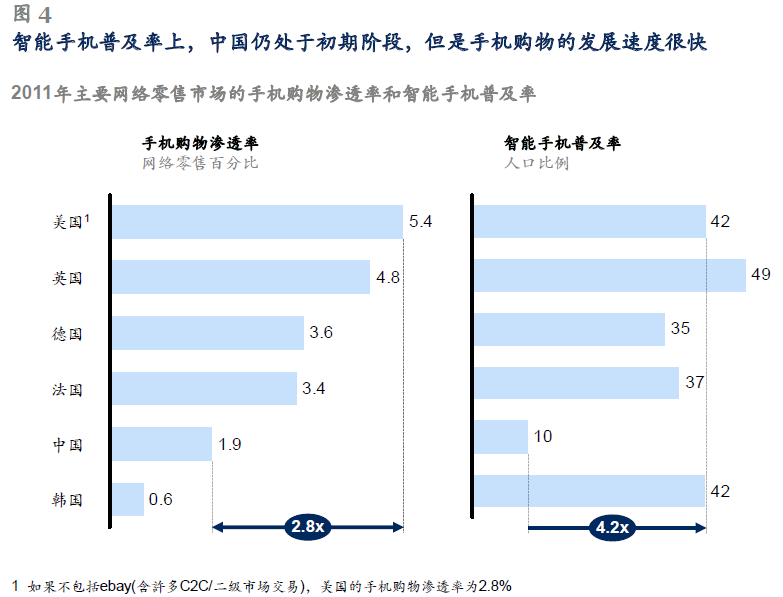 图 4
智能手机普及率上，中国仍处于初期阶段，但是手机购物的发展速度很快
2011年主要网络零售市场的手机购物渗透率和智能手机普及率
手机购物渗透率
网络零售百分比
智能手机普及率
人口比例
美国1 5.4 42
英国 4.8 49
德国 3.6 35
法国 3.4 37
中国 1.9 10
韩国 0.6 42
2.8x 4.2x
1 如果不包括ebay(含許多C2C/二级市场交易)，美国的手机购物渗透率为2.8%